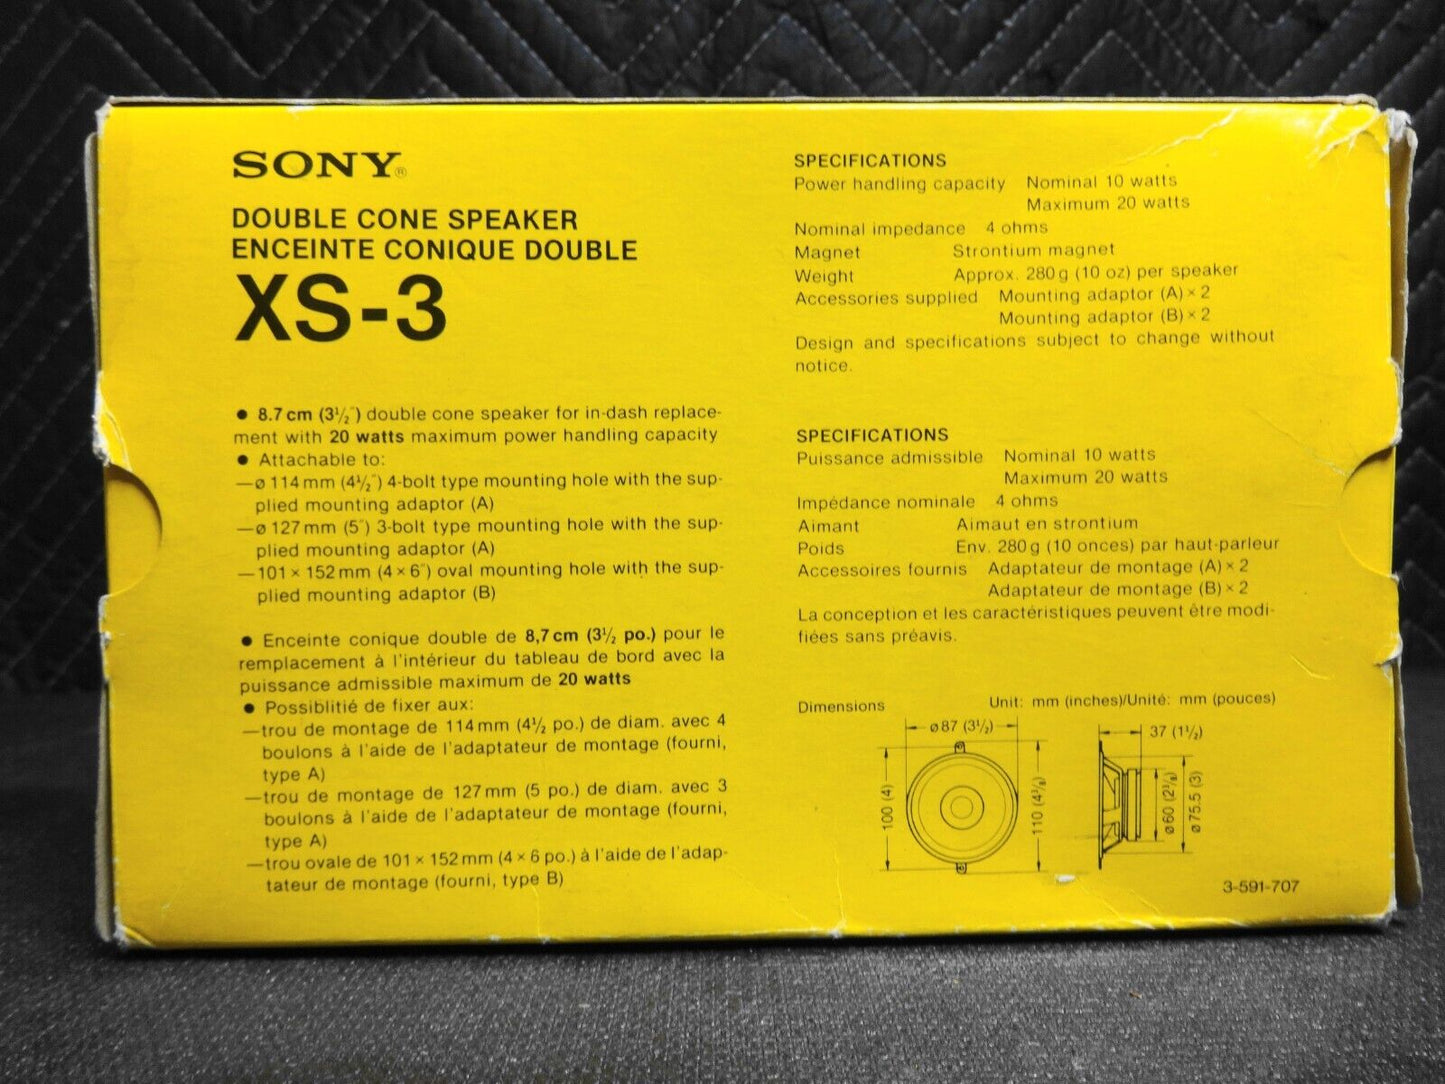 SONY®
DOUBLE CONE SPEAKER
ENCEINTE CONIQUE DOUBLE
XS-3
● 8.7 cm (3½″) double cone speaker for in-dash replace-
ment with 20 watts maximum power handling capacity
● Attachable to:
—ø 114 mm (4½″) 4-bolt type mounting hole with the sup-
plied mounting adaptor (A)
—ø 127 mm (5″) 3-bolt type mounting hole with the sup-
plied mounting adaptor (A)
—101 × 152 mm (4 × 6″) oval mounting hole with the sup-
plied mounting adaptor (B)
● Enceinte conique double de 8,7 cm (3½ po.) pour le
remplacement à l'intérieur du tableau de bord avec la
puissance admissible maximum de 20 watts
● Possiblitié de fixer aux:
—trou de montage de 114 mm (4½ po.) de diam. avec 4
boulons à l'aide de l'adaptateur de montage (fourni,
type A)
—trou de montage de 127 mm (5 po.) de diam. avec 3
boulons à l'aide de l'adaptateur de montage (fourni,
type A)
—trou ovale de 101 × 152 mm (4 × 6 po.) à l'aide de l'adap-
tateur de montage (fourni, type B)
SPECIFICATIONS
Power handling capacity Nominal 10 watts
Maximum 20 watts
Nominal impedance 4 ohms
Magnet Strontium magnet
Weight Approx. 280 g (10 oz) per speaker
Accessories supplied Mounting adaptor (A) × 2
Mounting adaptor (B) × 2
Design and specifications subject to change without
notice.
SPECIFICATIONS
Puissance admissible Nominal 10 watts
Maximum 20 watts
Impédance nominale 4 ohms
Aimant Aimaut en strontium
Poids Env. 280 g (10 onces) par haut-parleur
Accessoires fournis Adaptateur de montage (A) × 2
Adaptateur de montage (B) × 2
La conception et les caractéristiques peuvent être modi-
fiées sans préavis.
Dimensions Unit: mm (inches)/Unité: mm (pouces)
ø 87 (3½)
37 (1½)
100 (4)
110 (4³/₈)
ø 60
ø 75.5 (3)
3-591-707